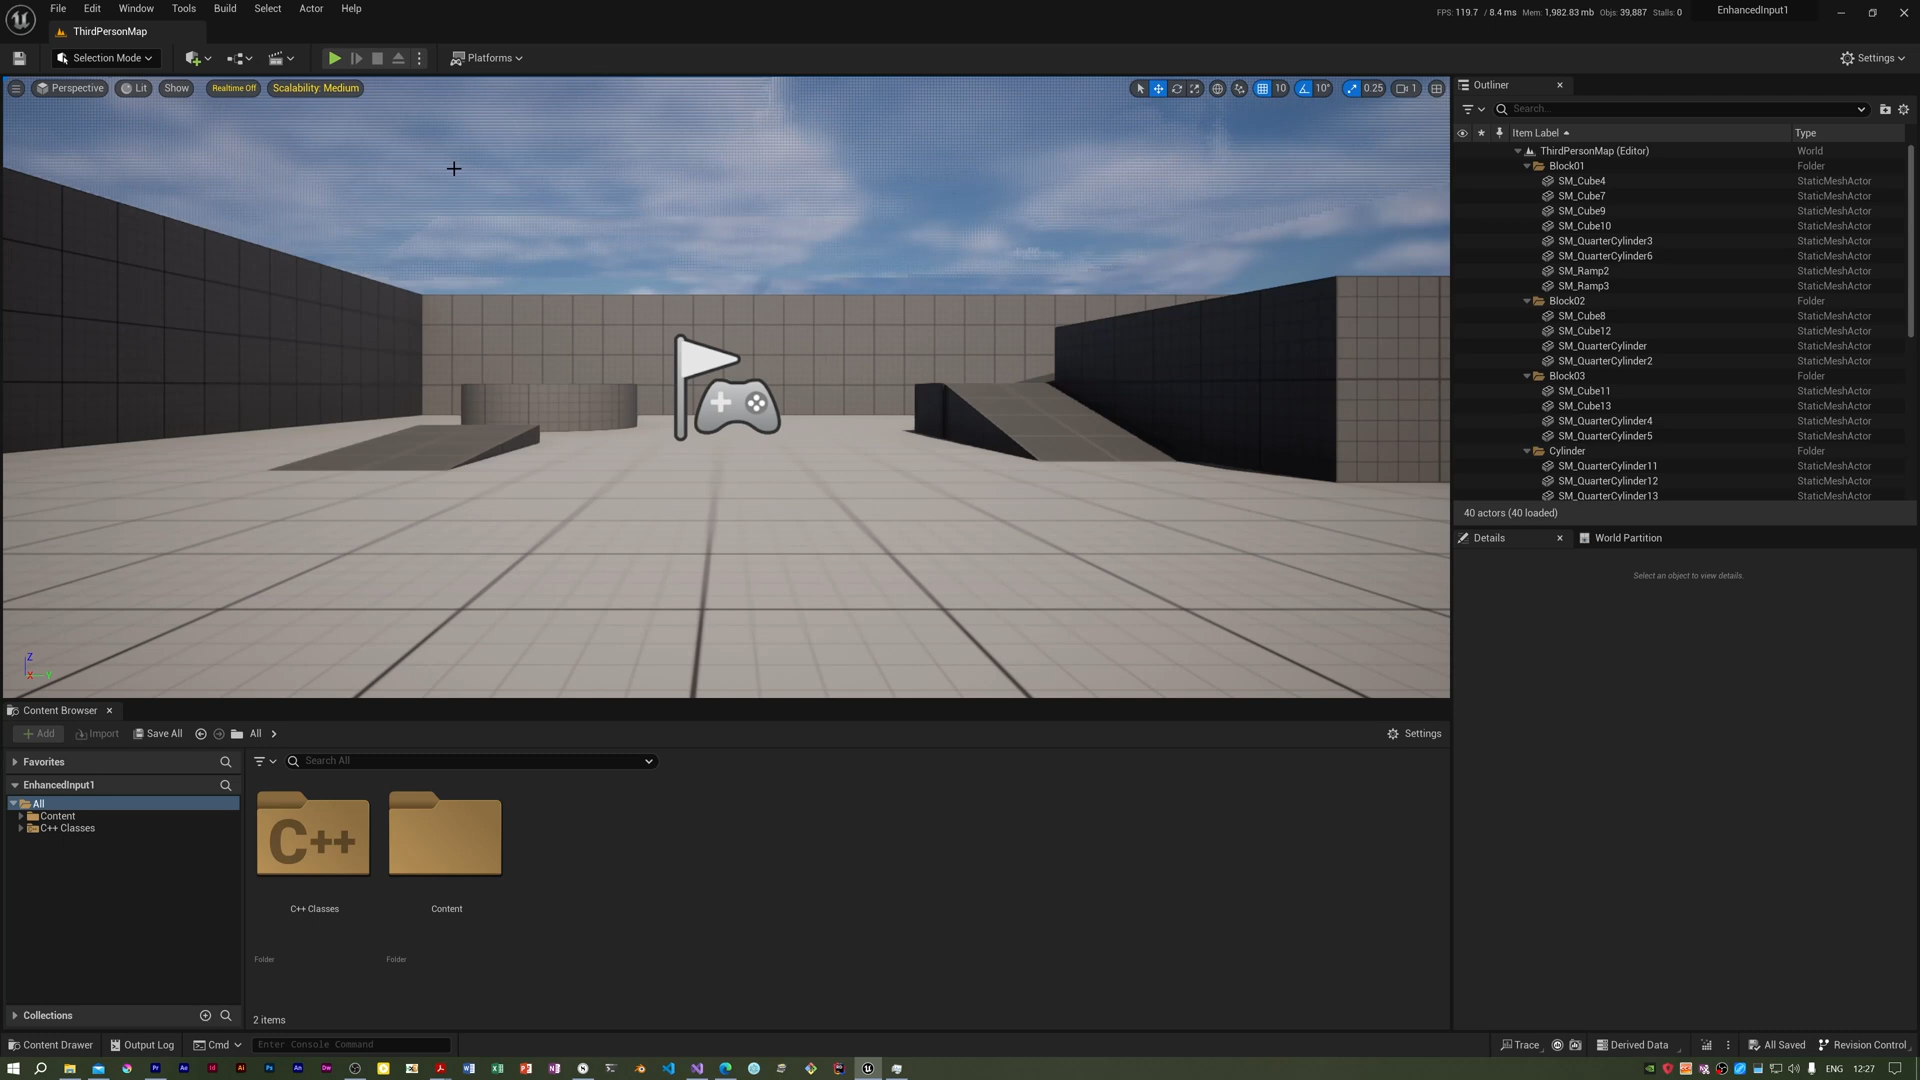 File Edit Window Tools Build Select Actor Help
FPS: 119.7 / 8.4 ms Mem: 1,982.83 mb Objs: 39,887 Stalls: 0
EnhancedInput1
ThirdPersonMap
Selection Mode
Platforms
Settings
Perspective Lit Show Realtime Off Scalability: Medium
10 10° 0.25 1
Outliner
Search...
Item Label Type
ThirdPersonMap (Editor) World
Block01 Folder
SM_Cube4 StaticMeshActor
SM_Cube7 StaticMeshActor
SM_Cube9 StaticMeshActor
SM_Cube10 StaticMeshActor
SM_QuarterCylinder3 StaticMeshActor
SM_QuarterCylinder6 StaticMeshActor
SM_Ramp2 StaticMeshActor
SM_Ramp3 StaticMeshActor
Block02 Folder
SM_Cube8 StaticMeshActor
SM_Cube12 StaticMeshActor
SM_QuarterCylinder StaticMeshActor
SM_QuarterCylinder2 StaticMeshActor
Block03 Folder
SM_Cube11 StaticMeshActor
SM_Cube13 StaticMeshActor
SM_QuarterCylinder4 StaticMeshActor
SM_QuarterCylinder5 StaticMeshActor
Cylinder Folder
SM_QuarterCylinder11 StaticMeshActor
SM_QuarterCylinder12 StaticMeshActor
SM_QuarterCylinder13 StaticMeshActor
40 actors (40 loaded)
Details World Partition
Select an object to view details.
Z
X Y
Content Browser
Add Import Save All All
Settings
Favorites
Search All
EnhancedInput1
All
Content
C++ Classes
C++
C++ Classes Content
Folder Folder
Collections
2 items
Content Drawer Output Log Cmd Enter Console Command
Trace Derived Data All Saved Revision Control
Pr Ae Id Ai Ps An Dw
ENG 12:27